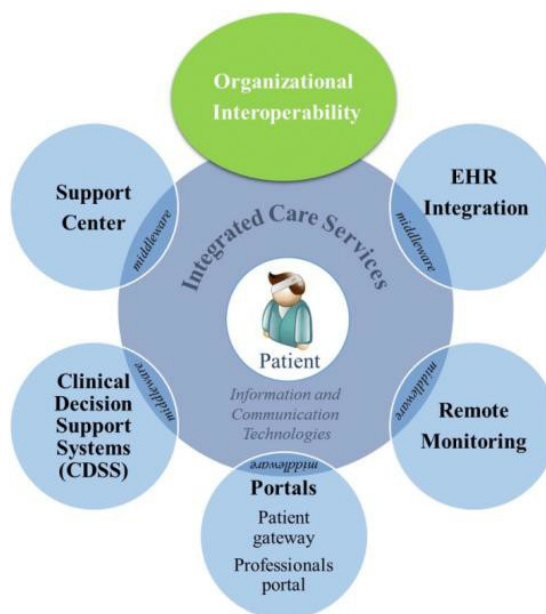 Organizational
Interoperability
Support
Center
middleware
EHR
Integration
middleware
Integrated Care Services
Patient
Information and
Communication
Technologies
Clinical
Decision
Support
Systems
(CDSS)
middleware
Remote
Monitoring
middleware
middleware
Portals
Patient
gateway
Professionals
portal